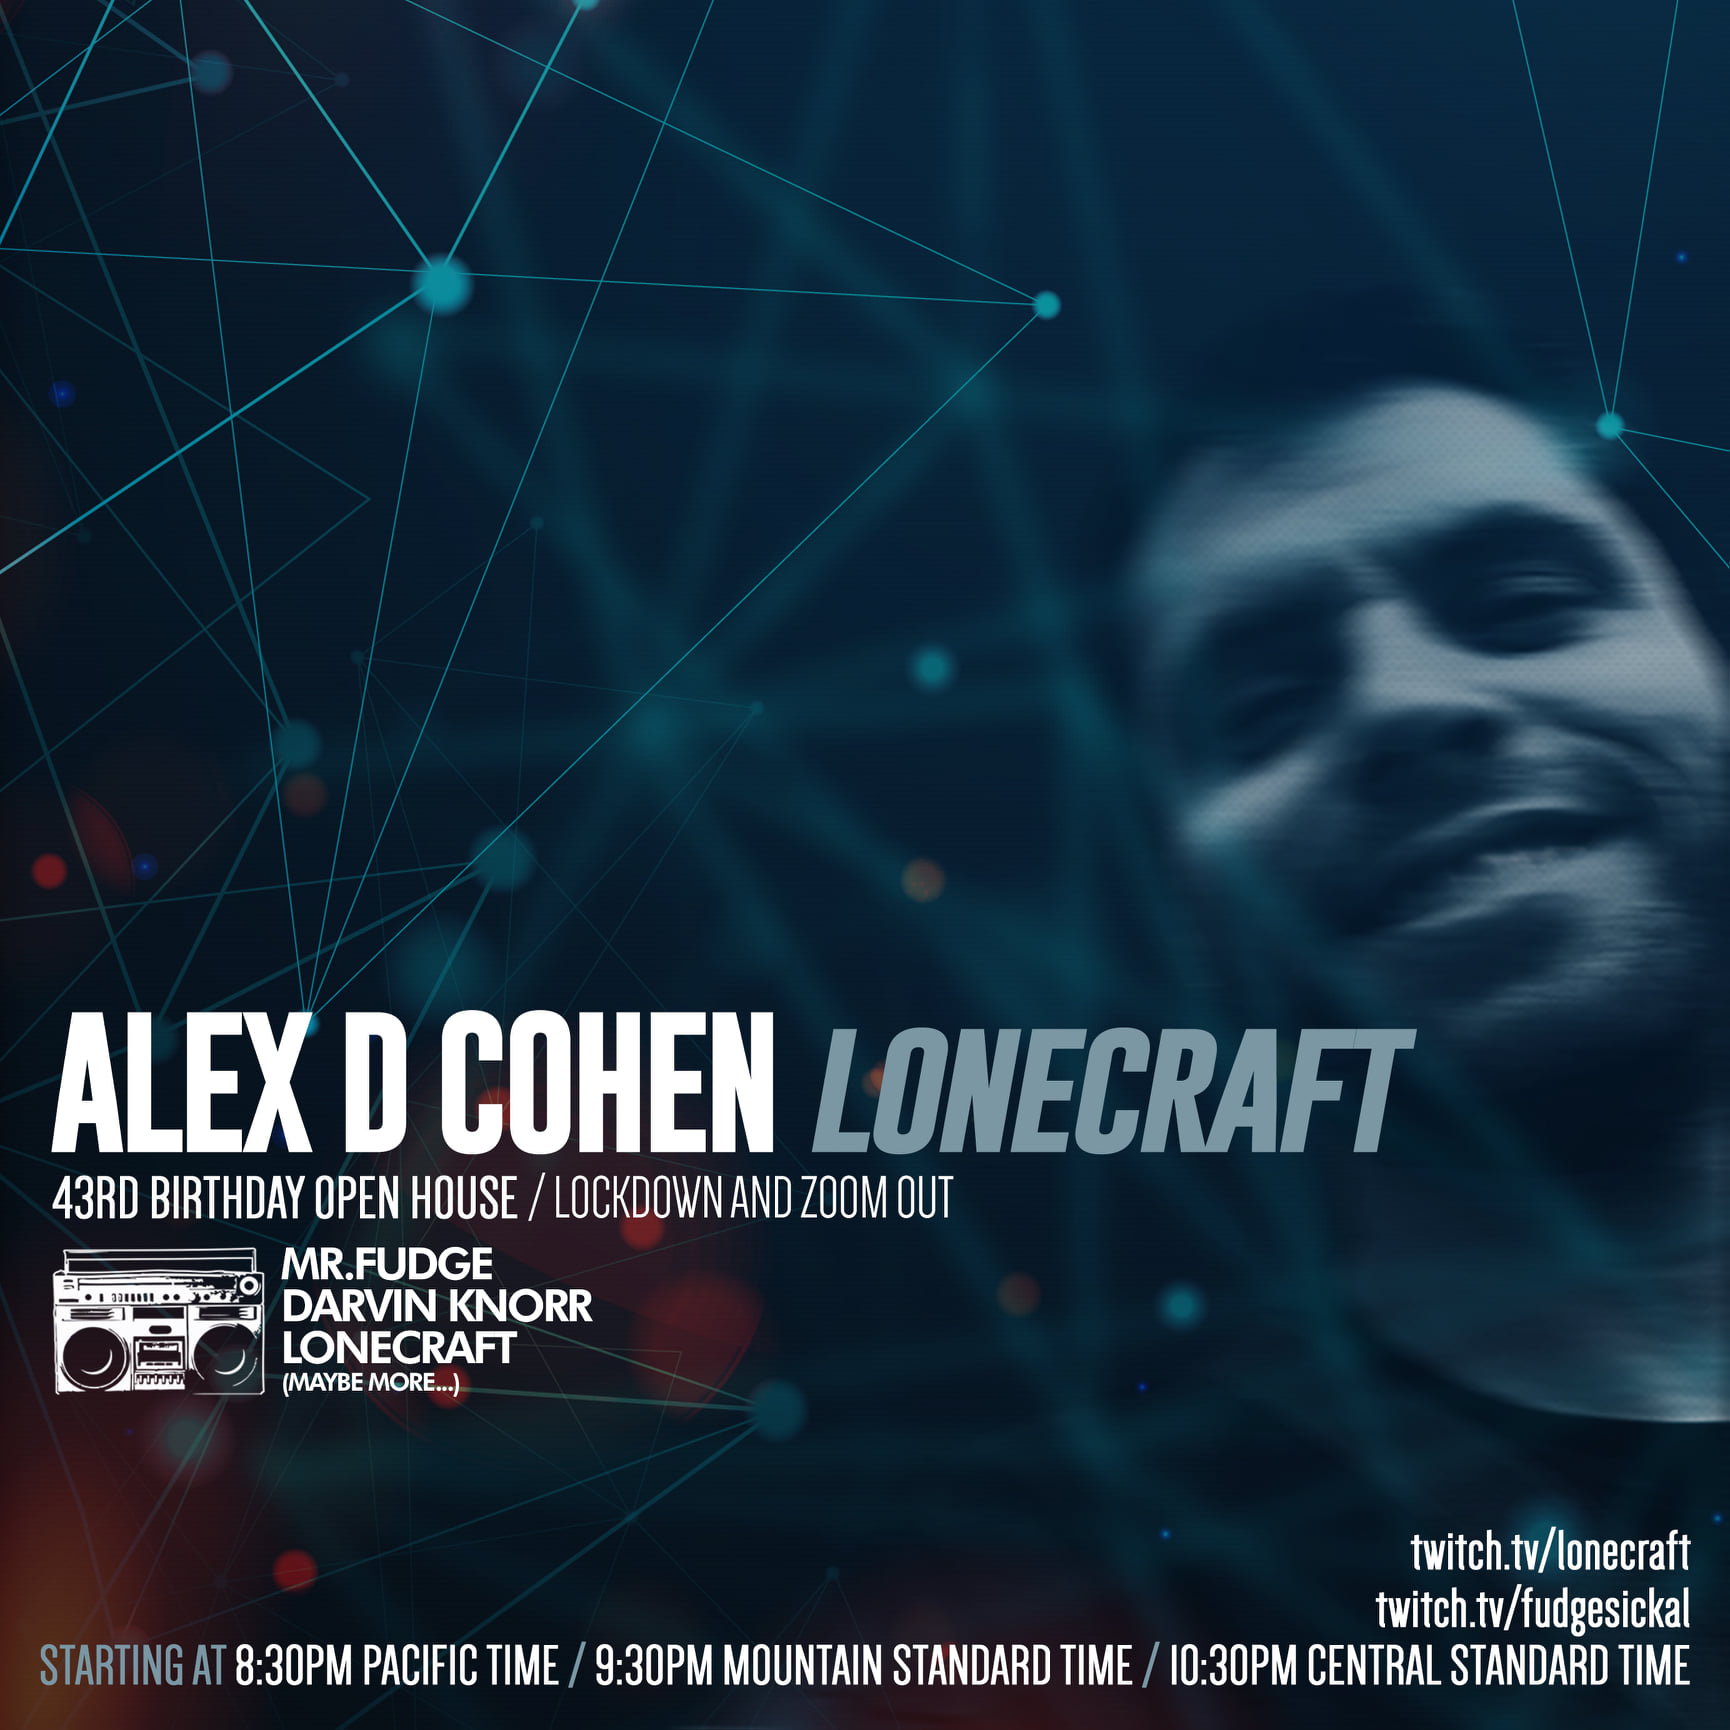 ALEX D COHEN LONECRAFT
43RD BIRTHDAY OPEN HOUSE / LOCKDOWN AND ZOOM OUT
MR.FUDGE
DARVIN KNORR
LONECRAFT
(MAYBE MORE...)
twitch.tv/lonecraft
twitch.tv/fudgesickal
STARTING AT 8:30PM PACIFIC TIME / 9:30PM MOUNTAIN STANDARD TIME / 10:30PM CENTRAL STANDARD TIME